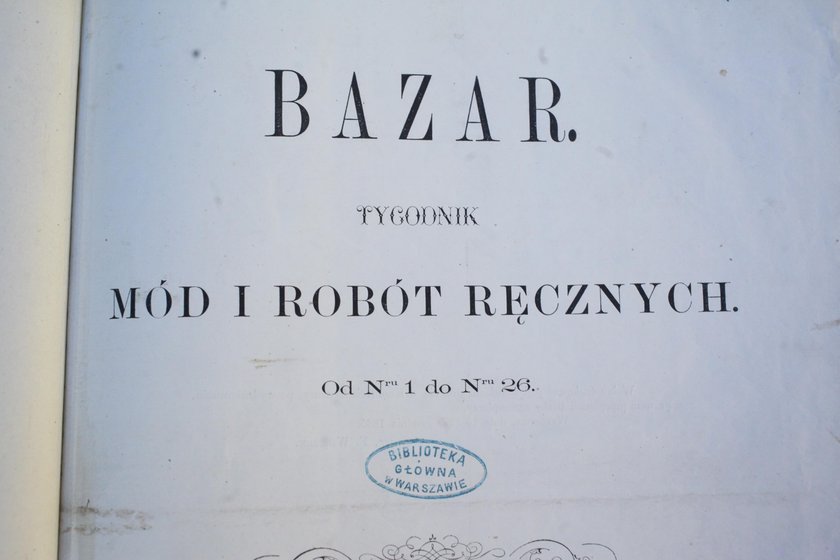 BAZAR.
TYGODNIK
MÓD I ROBÓT RĘCZNYCH.
Od Nru 1 do Nru 26.
BIBLIOTEKA
GŁÓWNA
W WARSZAWIE